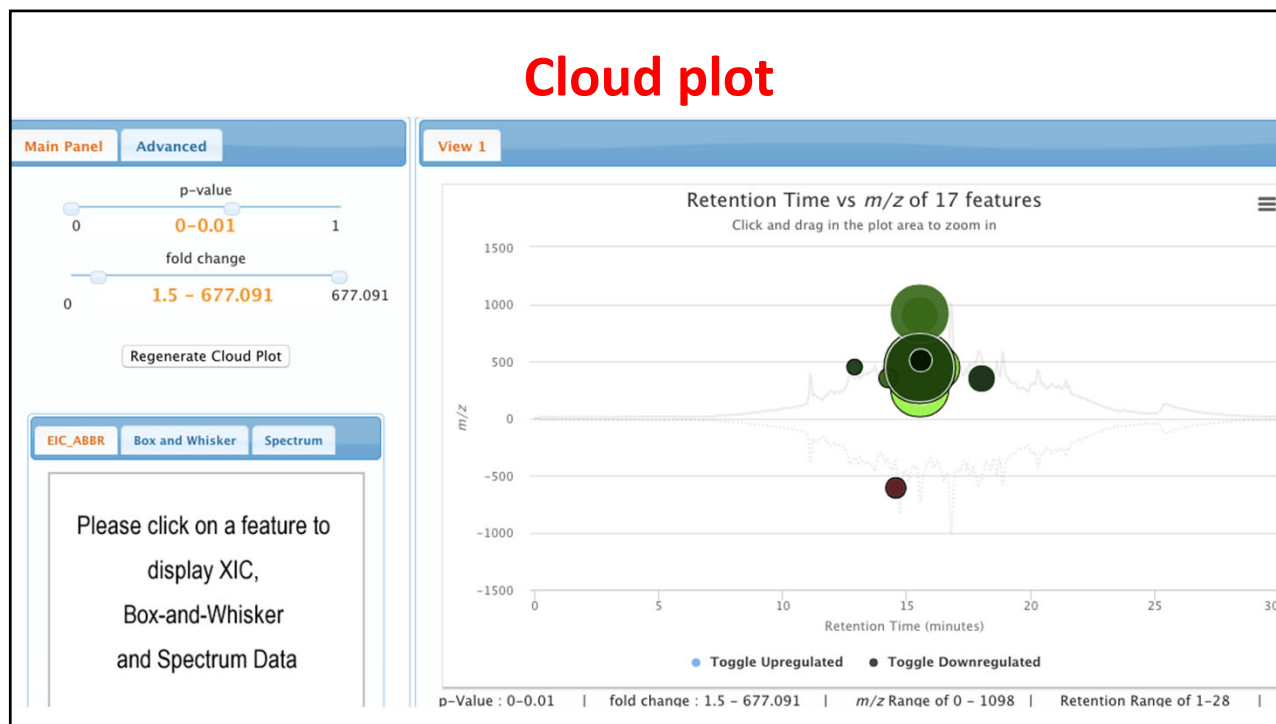 Cloud plot
Main Panel Advanced
p-value
0 0-0.01 1
fold change
0 1.5 - 677.091 677.091
Regenerate Cloud Plot
EIC_ABBR Box and Whisker Spectrum
Please click on a feature to
display XIC,
Box-and-Whisker
and Spectrum Data
View 1
Retention Time vs m/z of 17 features
Click and drag in the plot area to zoom in
m/z
1500
1000
500
0
-500
-1000
-1500
0 5 10 15 20 25 30
Retention Time (minutes)
Toggle Upregulated Toggle Downregulated
p-Value : 0-0.01 | fold change : 1.5 - 677.091 | m/z Range of 0 - 1098 | Retention Range of 1-28 |